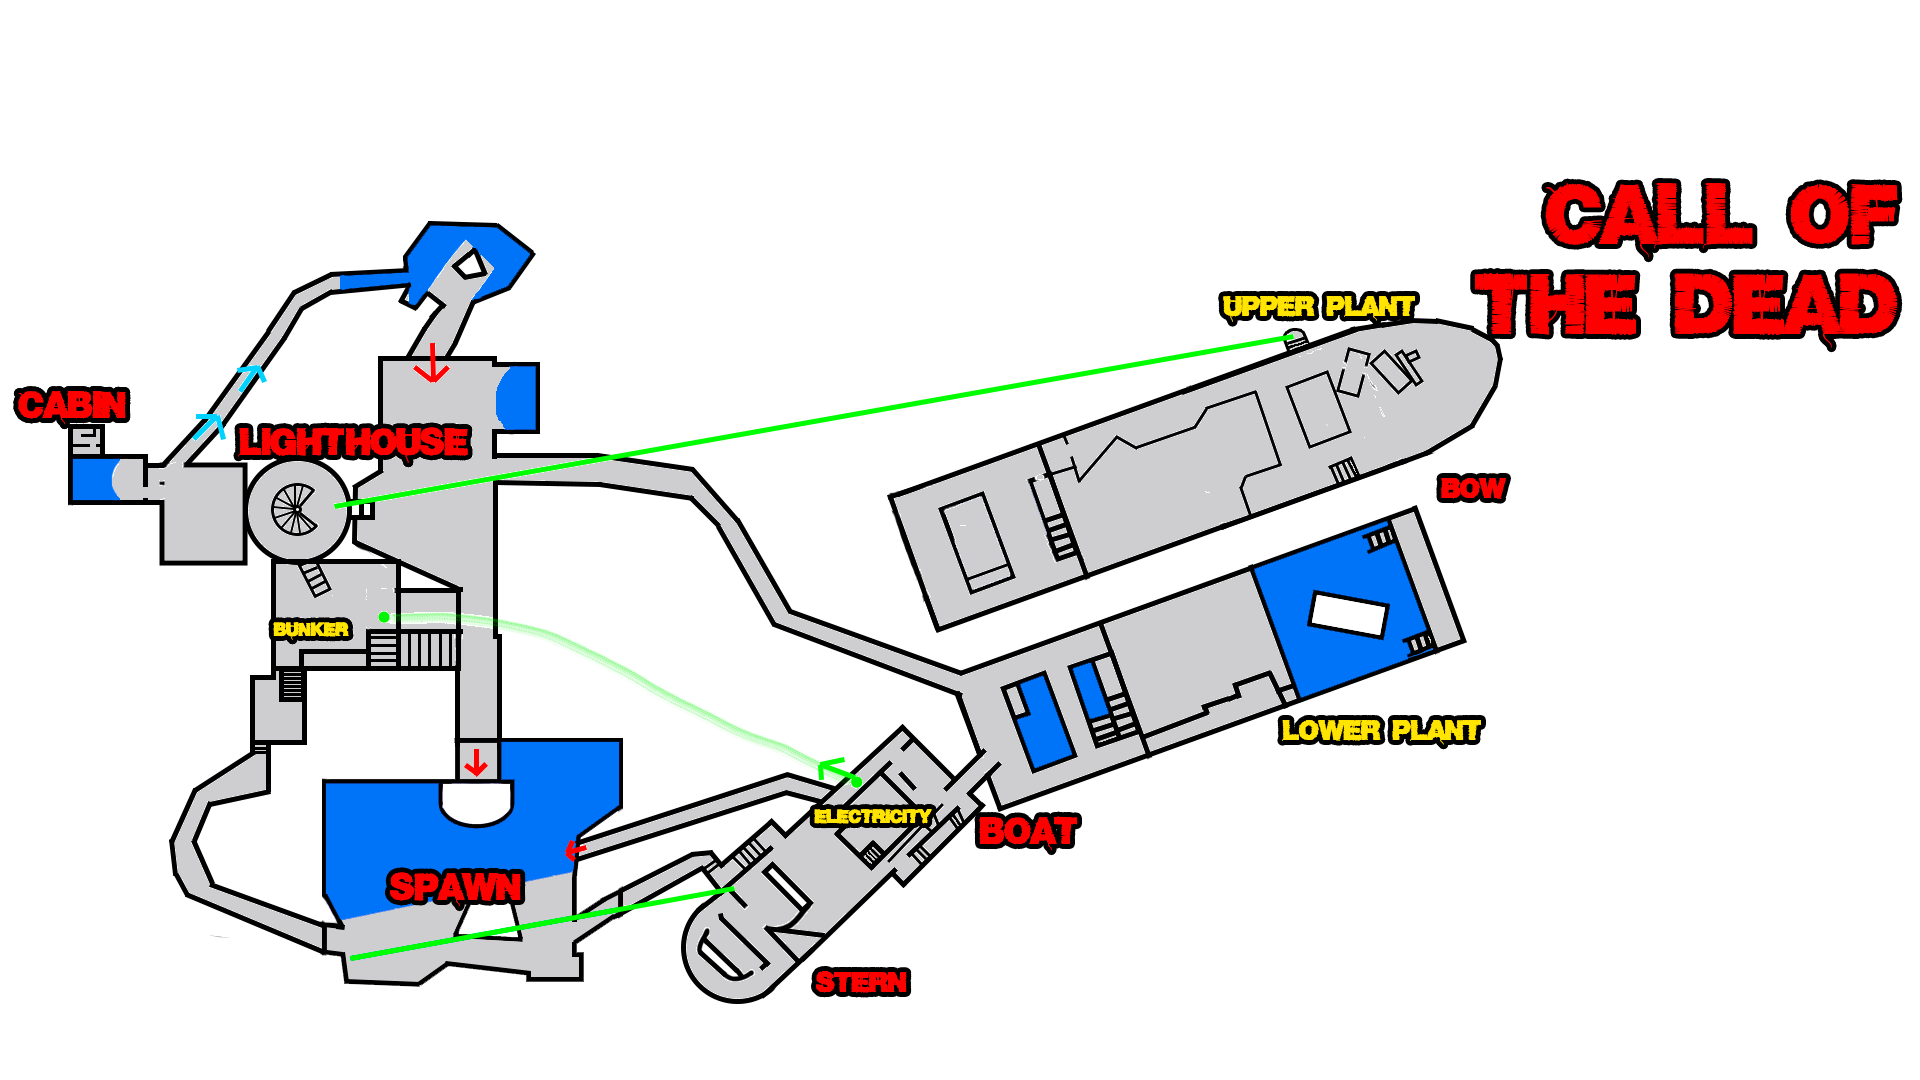 CALL OF
THE DEAD
UPPER PLANT
CABIN
LIGHTHOUSE
BOW
BUNKER
LOWER PLANT
ELECTRICITY
BOAT
SPAWN
STERN